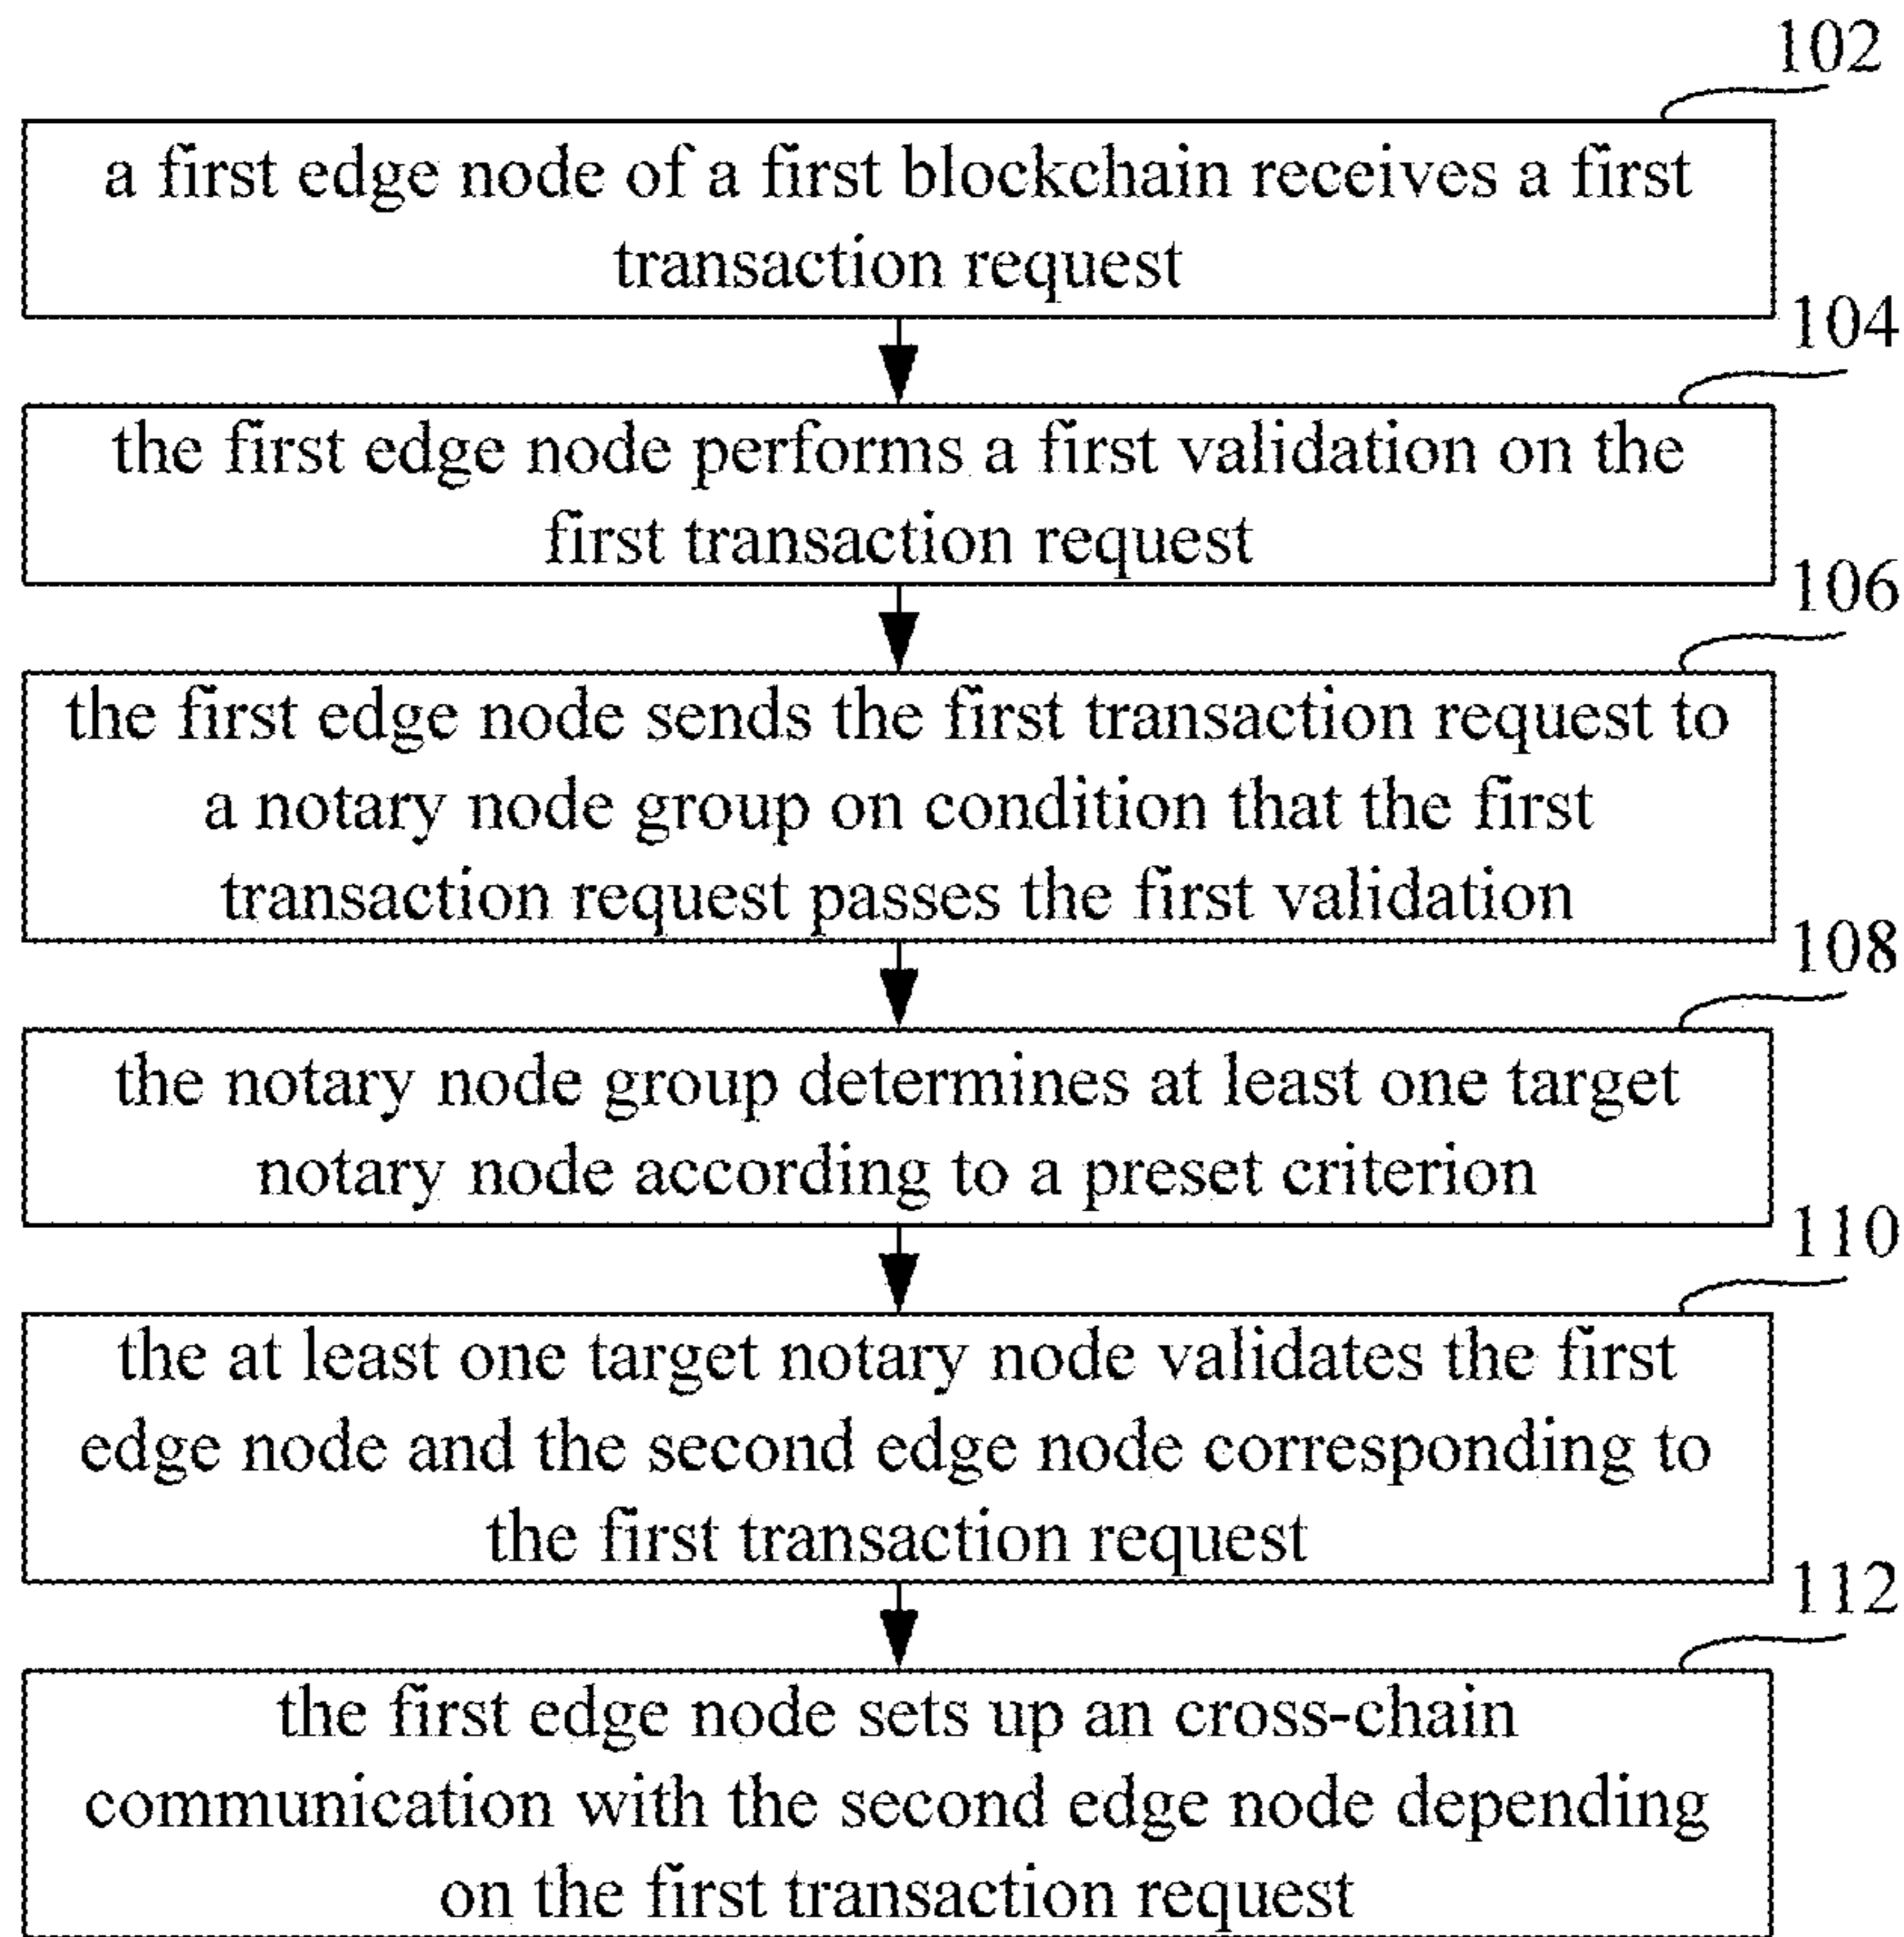 102
a first edge node of a first blockchain receives a first
transaction request
104
the first edge node performs a first validation on the
first transaction request
106
the first edge node sends the first transaction request to
a notary node group on condition that the first
transaction request passes the first validation
108
the notary node group determines at least one target
notary node according to a preset criterion
110
the at least one target notary node validates the first
edge node and the second edge node corresponding to
the first transaction request
112
the first edge node sets up an cross-chain
communication with the second edge node depending
on the first transaction request